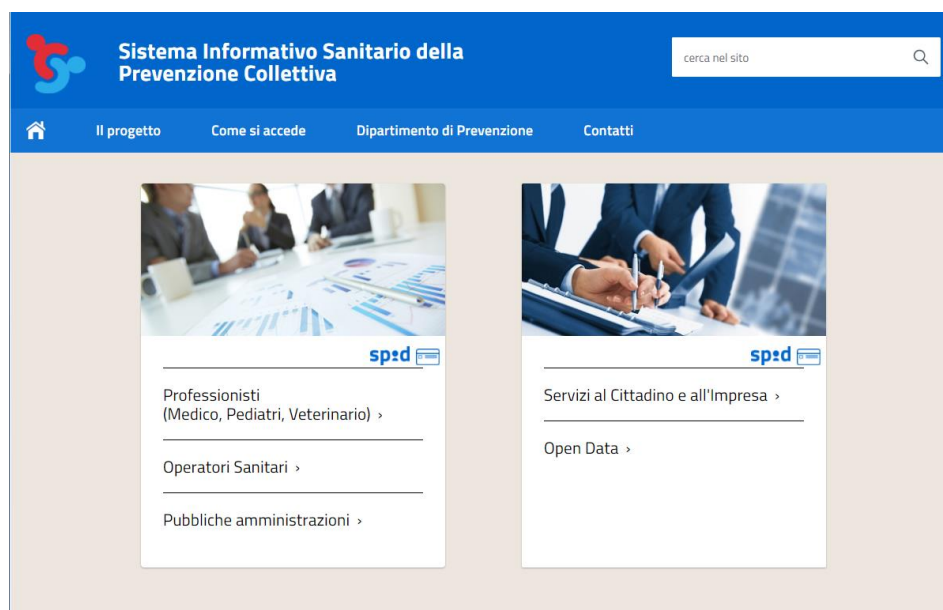 Sistema Informativo Sanitario della
Prevenzione Collettiva
cerca nel sito
Il progetto
Come si accede
Dipartimento di Prevenzione
Contatti
spid
Professionisti
(Medico, Pediatri, Veterinario) ›
Operatori Sanitari ›
Pubbliche amministrazioni ›
spid
Servizi al Cittadino e all'Impresa ›
Open Data ›